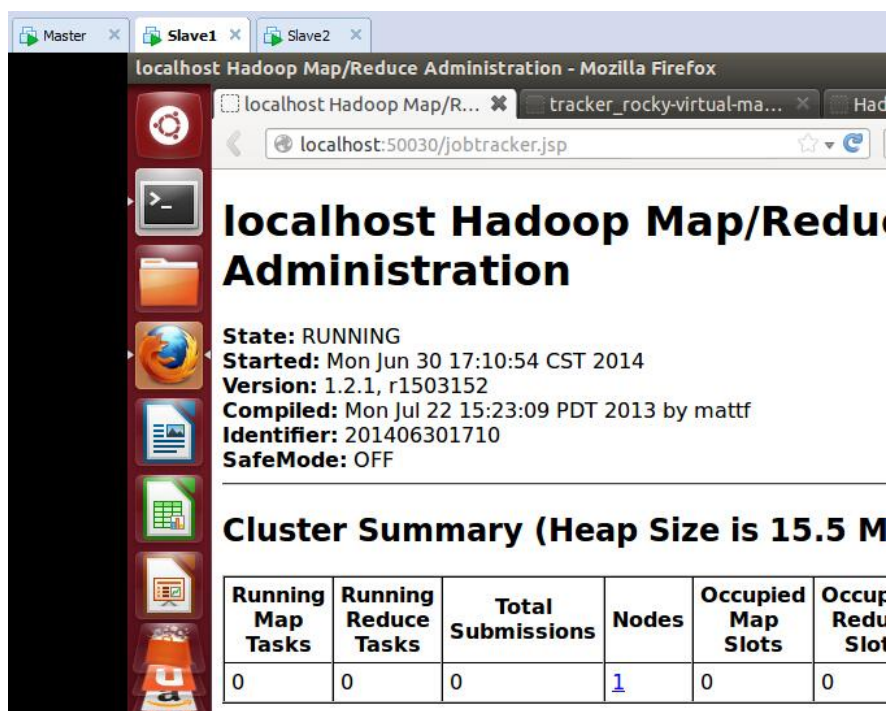 Master
Slave1
Slave2
localhost Hadoop Map/Reduce Administration - Mozilla Firefox
localhost Hadoop Map/R...
tracker_rocky-virtual-ma...
Had
localhost:50030/jobtracker.jsp
localhost Hadoop Map/Reduc
Administration
State: RUNNING
Started: Mon Jun 30 17:10:54 CST 2014
Version: 1.2.1, r1503152
Compiled: Mon Jul 22 15:23:09 PDT 2013 by mattf
Identifier: 201406301710
SafeMode: OFF
Cluster Summary (Heap Size is 15.5 M
Running Map Tasks
Running Reduce Tasks
Total Submissions
Nodes
Occupied Map Slots
Occup Redu Slot
0 0 0 1 0 0